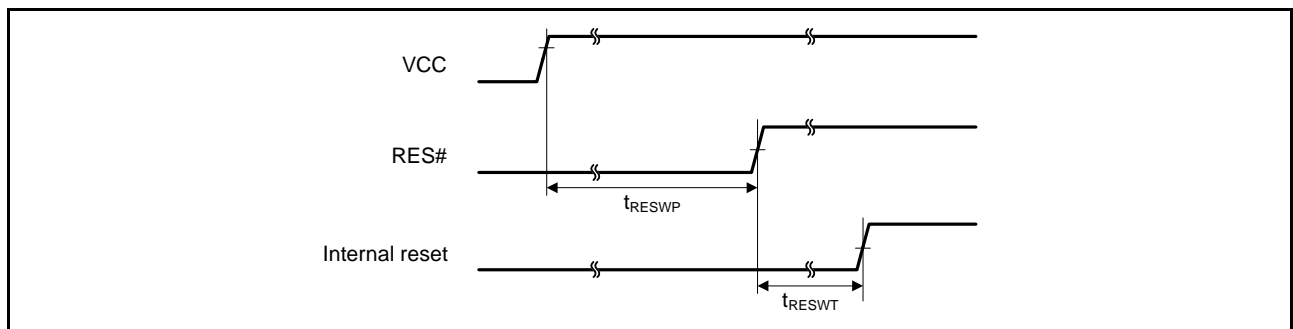 VCC
RES#
tRESWP
Internal reset
tRESWT